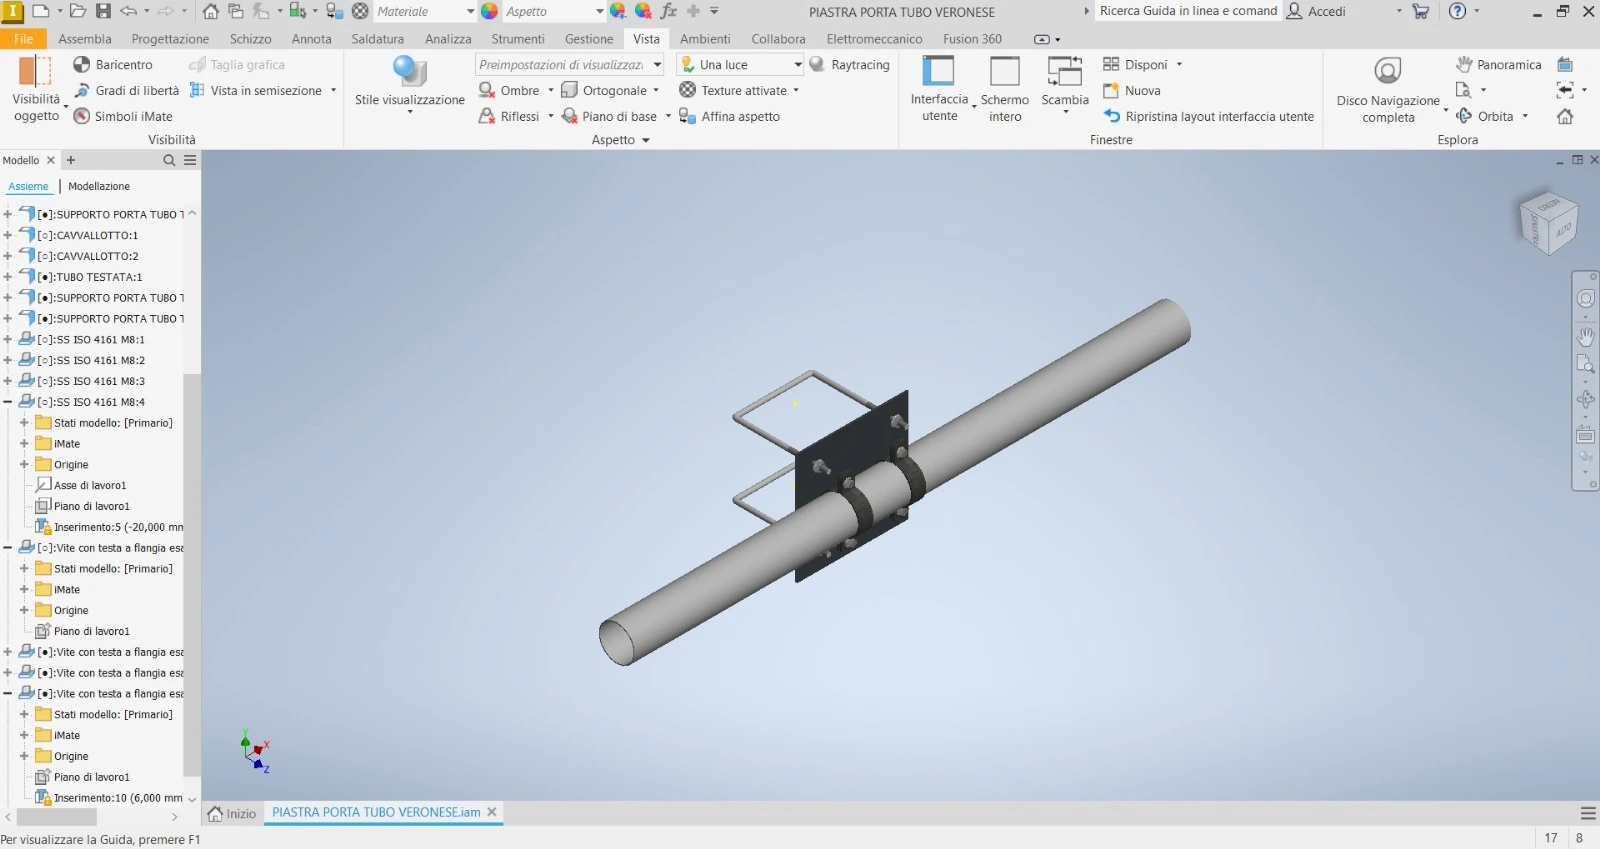 Materiale
Aspetto
fx
PIASTRA PORTA TUBO VERONESE
Ricerca Guida in linea e comand
Accedi
File
Assembla
Progettazione
Schizzo
Annota
Saldatura
Analizza
Strumenti
Gestione
Vista
Ambienti
Collabora
Elettromeccanico
Fusion 360
Visibilità
oggetto
Baricentro
Gradi di libertà
Simboli iMate
Taglia grafica
Vista in semisezione
Visibilità
Stile visualizzazione
Preimpostazioni di visualizzazi
Ombre
Riflessi
Ortogonale
Piano di base
Una luce
Texture attivate
Affina aspetto
Raytracing
Aspetto
Interfaccia
utente
Schermo
intero
Scambia
Disponi
Nuova
Ripristina layout interfaccia utente
Finestre
Disco Navigazione
completa
Panoramica
Orbita
Esplora
Modello
Assieme
Modellazione
[●]:SUPPORTO PORTA TUBO T
[○]:CAVVALLOTTO:1
[○]:CAVVALLOTTO:2
[●]:TUBO TESTATA:1
[●]:SUPPORTO PORTA TUBO T
[●]:SUPPORTO PORTA TUBO T
[○]:SS ISO 4161 M8:1
[○]:SS ISO 4161 M8:2
[○]:SS ISO 4161 M8:3
[○]:SS ISO 4161 M8:4
Stati modello: [Primario]
iMate
Origine
Asse di lavoro1
Piano di lavoro1
Inserimento:5 (-20,000 mm
[○]:Vite con testa a flangia esa
Stati modello: [Primario]
iMate
Origine
Piano di lavoro1
[●]:Vite con testa a flangia esa
[●]:Vite con testa a flangia esa
[●]:Vite con testa a flangia esa
Stati modello: [Primario]
iMate
Origine
Piano di lavoro1
Inserimento:10 (6,000 mm
ALTO
Y
X
Z
Inizio
PIASTRA PORTA TUBO VERONESE.iam
Per visualizzare la Guida, premere F1
17
8